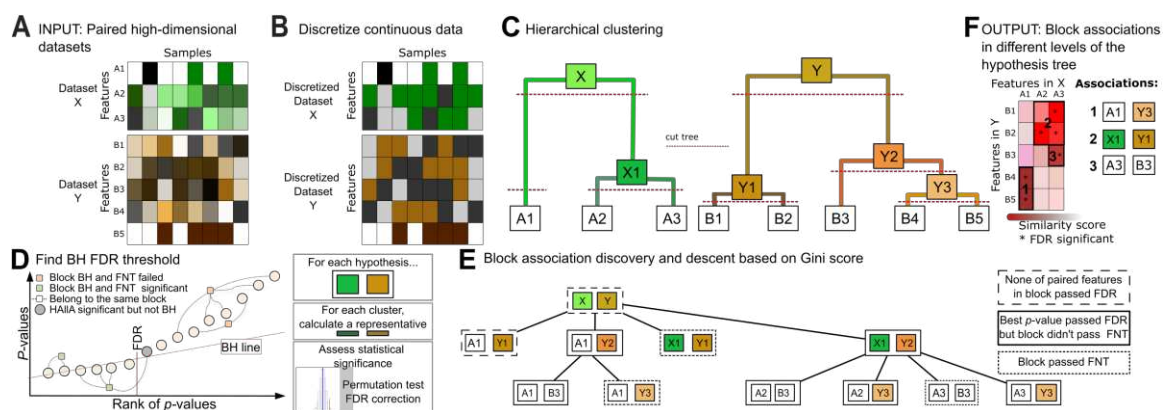 A INPUT: Paired high-dimensional
datasets
Samples
Dataset
X
Features
A1
A2
A3
Dataset
Y
Features
B1
B2
B3
B4
B5
B Discretize continuous data
Samples
Discretized
Dataset
X
Features
Discretized
Dataset
Y
Features
C Hierarchical clustering
X
Y
cut tree
X1
Y1
Y2
Y3
A1 A2 A3 B1 B2 B3 B4 B5
F OUTPUT: Block associations
in different levels of the
hypothesis tree
Features in X
A1 A2 A3
Features in Y
B1
B2
B3
B4
B5
2
3
1
Similarity score
* FDR significant
Associations:
1 A1 Y3
2 X1 Y1
3 A3 B3
D Find BH FDR threshold
Block BH and FNT failed
Block BH and FNT significant
Belong to the same block
HAllA significant but not BH
P-values
FDR
BH line
Rank of p-values
For each hypothesis...
For each cluster,
calculate a representative
Assess statistical
significance
Permutation test
FDR correction
E Block association discovery and descent based on Gini score
X Y
A1 Y1
A1 Y2
X1 Y1
X1 Y2
A1 B3
A1 Y3
A2 B3
A2 Y3
A3 B3
A3 Y3
None of paired features
in block passed FDR
Best p-value passed FDR
but block didn't pass FNT
Block passed FNT